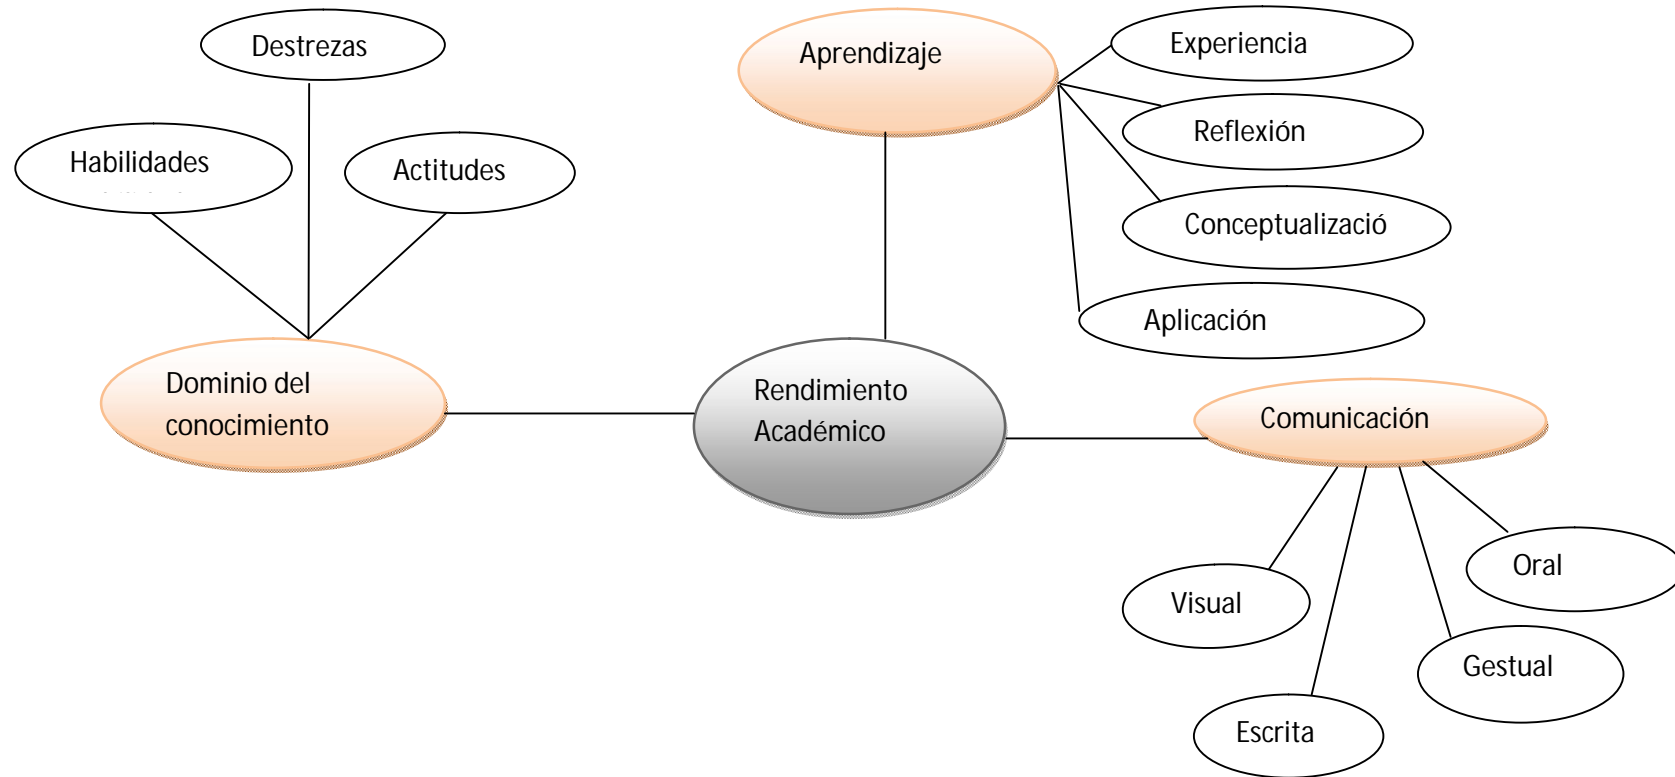 Destrezas
Habilidades
Actitudes
Dominio del
conocimiento
Aprendizaje
Experiencia
Reflexión
Conceptualizació
Aplicación
Rendimiento
Académico
Comunicación
Visual
Escrita
Gestual
Oral